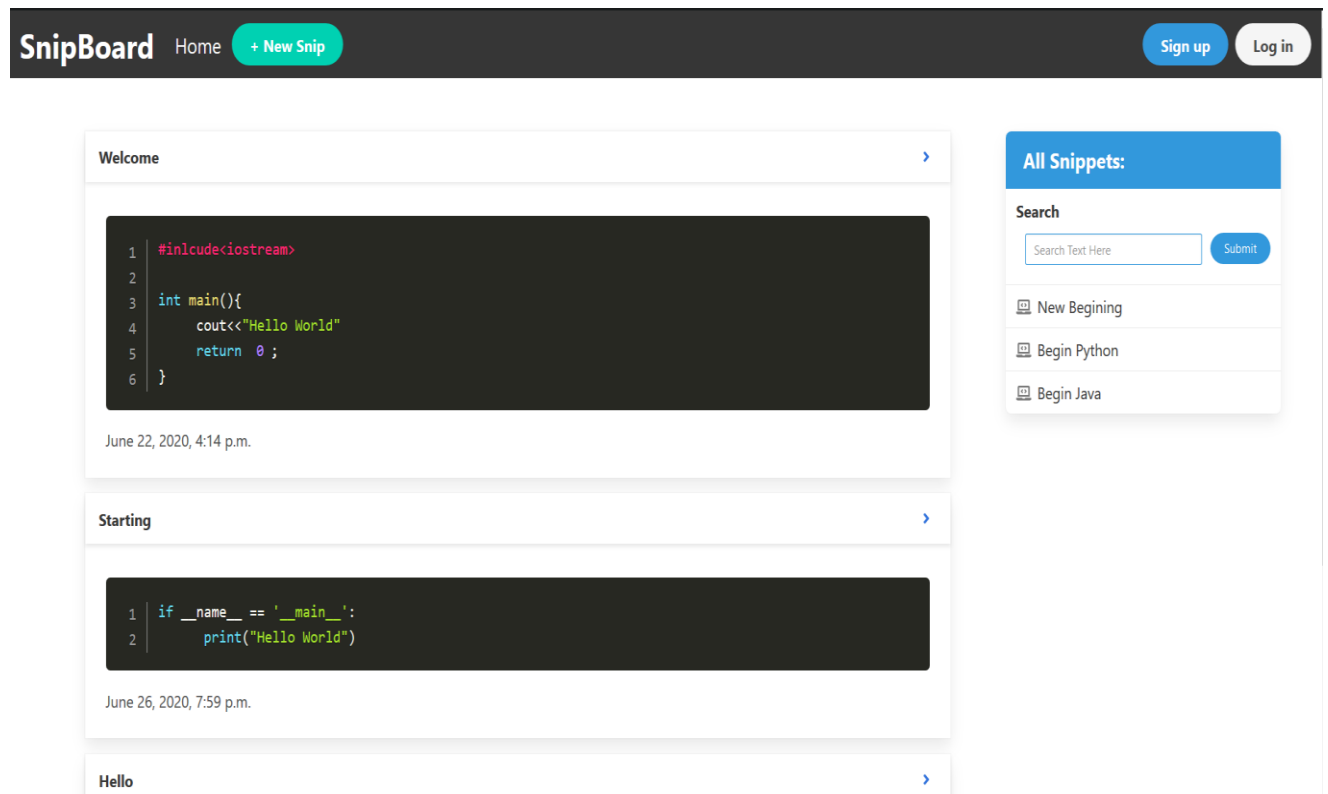 SnipBoard Home + New Snip Sign up Log in
Welcome
1 #inlcude<iostream>
2
3 int main(){
4 cout<<"Hello World"
5 return 0 ;
6 }
June 22, 2020, 4:14 p.m.
Starting
1 if __name__ == '__main__':
2 print("Hello World")
June 26, 2020, 7:59 p.m.
Hello
All Snippets:
Search
Search Text Here Submit
New Begining
Begin Python
Begin Java